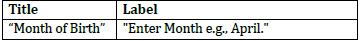 Title Label
“Month of Birth” "Enter Month e.g., April."